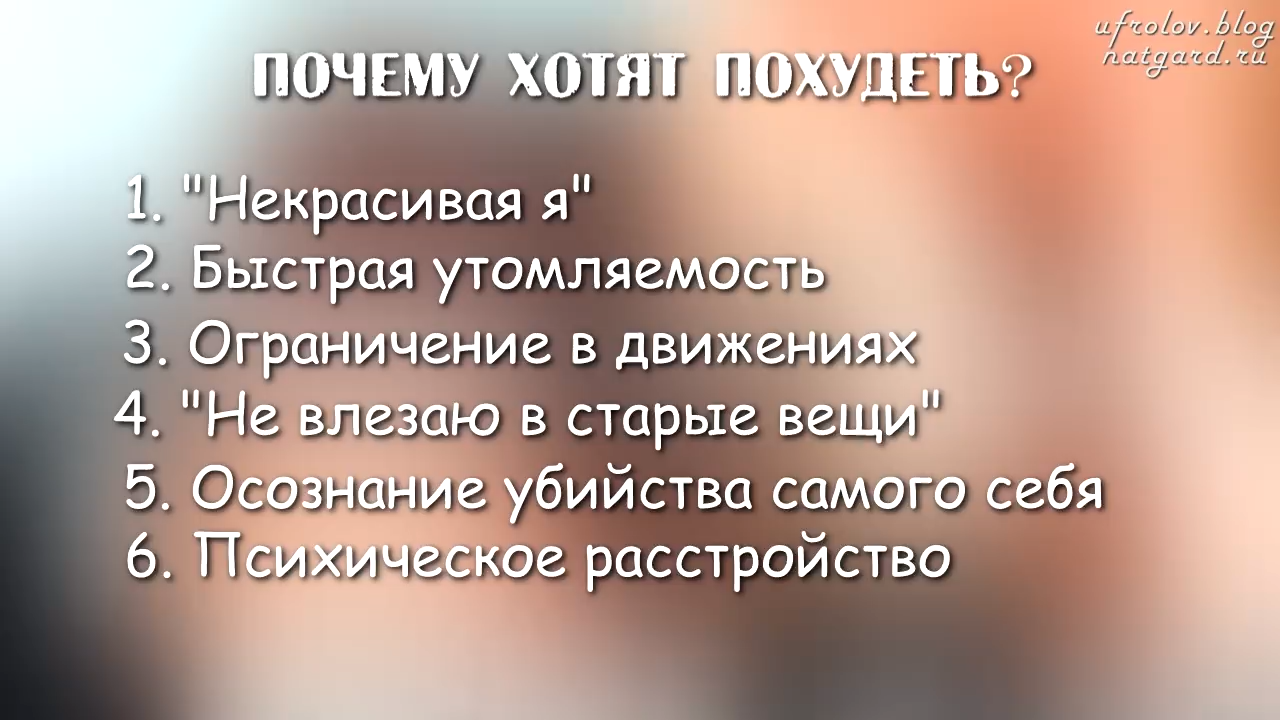 ufrolov.blog
natgard.ru
ПОЧЕМУ ХОТЯТ ПОХУДЕТЬ?
1. "Некрасивая я"
2. Быстрая утомляемость
3. Ограничение в движениях
4. "Не влезаю в старые вещи"
5. Осознание убийства самого себя
6. Психическое расстройство